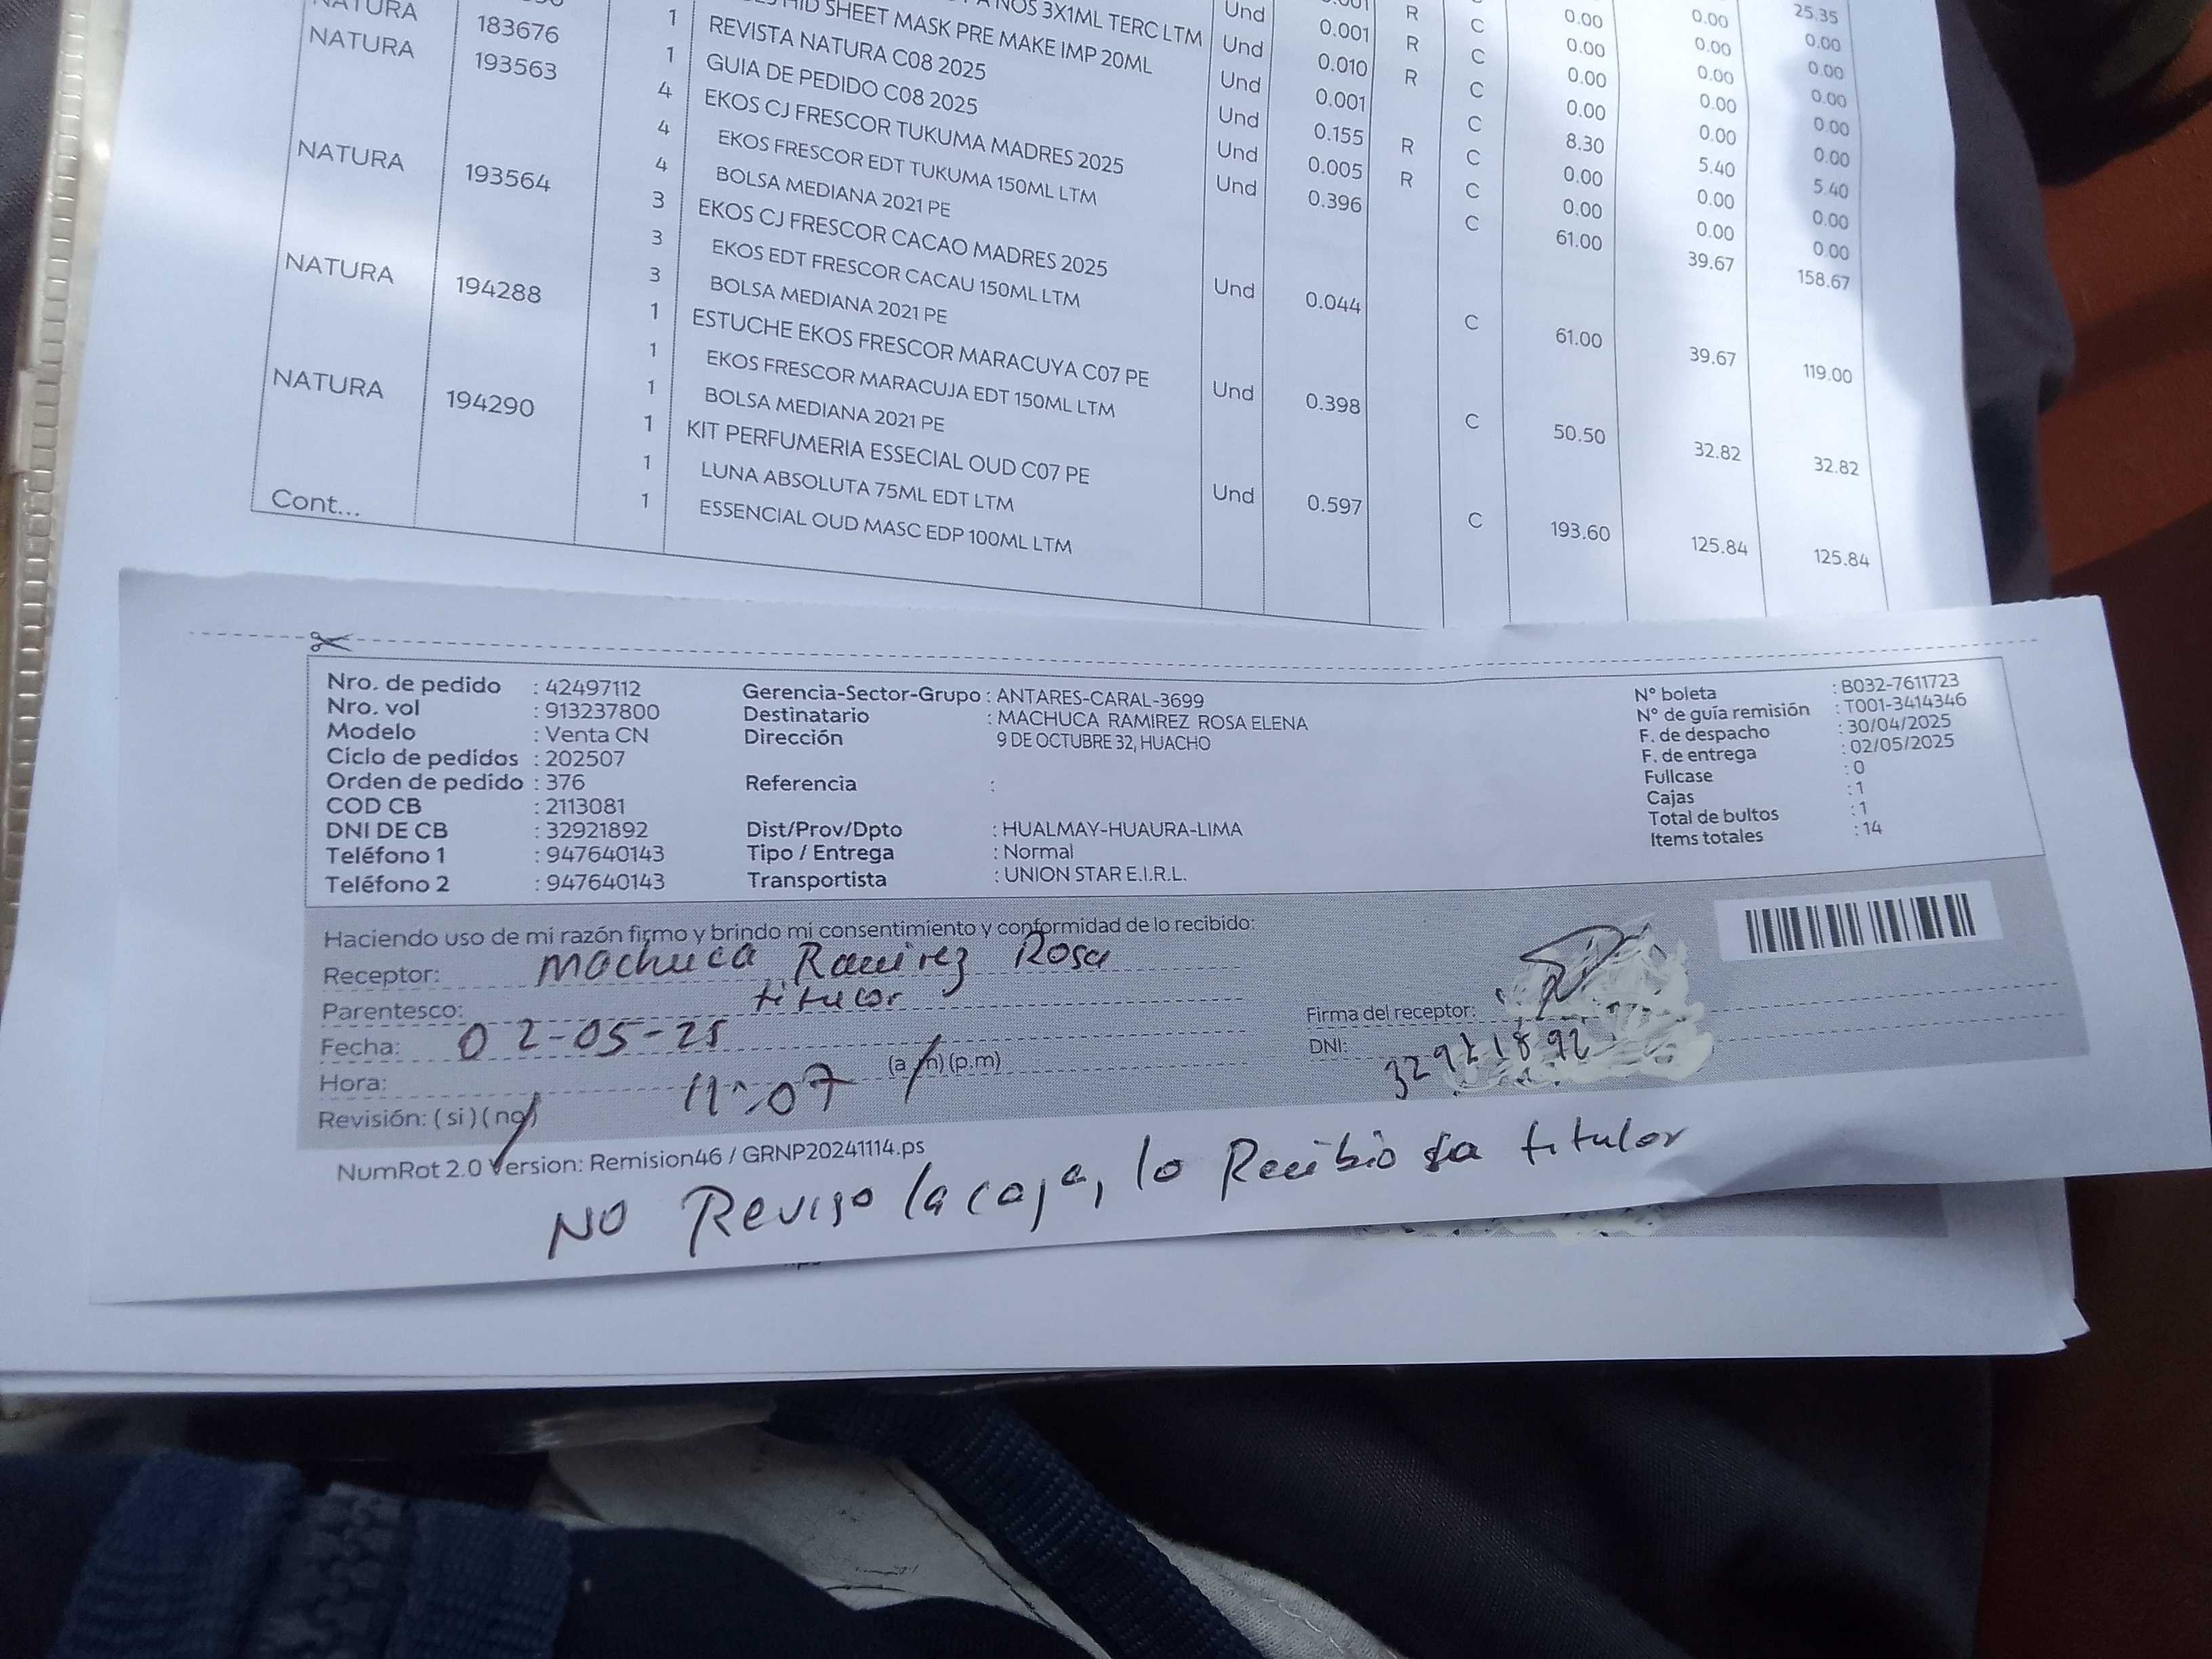 NATURA 183676 1 3X1ML TERC LTM Und 0.001 R C 0.00 0.00 25.35
NATURA 193563 1 SHEET MASK PRE MAKE IMP 20ML Und 0.001 R C 0.00 0.00 0.00
1 REVISTA NATURA C08 2025 Und 0.010 R C 0.00 0.00 0.00
1 GUIA DE PEDIDO C08 2025 Und 0.001 C 0.00 0.00 0.00
4 EKOS CJ FRESCOR TUKUMA MADRES 2025 Und 0.155 R C 8.30 5.40 5.40
4 EKOS FRESCOR EDT TUKUMA 150ML LTM Und 0.005 R C 0.00 0.00 0.00
4 BOLSA MEDIANA 2021 PE Und 0.396 C 61.00 39.67 158.67
NATURA 193564 3 EKOS CJ FRESCOR CACAO MADRES 2025 Und 0.044 C 61.00 39.67 119.00
3 EKOS EDT FRESCOR CACAU 150ML LTM
3 BOLSA MEDIANA 2021 PE
NATURA 194288 1 ESTUCHE EKOS FRESCOR MARACUYA C07 PE Und 0.398 C 50.50 32.82 32.82
1 EKOS FRESCOR MARACUJA EDT 150ML LTM
1 BOLSA MEDIANA 2021 PE
NATURA 194290 1 KIT PERFUMERIA ESSECIAL OUD C07 PE Und 0.597 C 193.60 125.84 125.84
1 LUNA ABSOLUTA 75ML EDT LTM
1 ESSENCIAL OUD MASC EDP 100ML LTM
Cont...
Nro. de pedido : 42497112 Gerencia-Sector-Grupo : ANTARES-CARAL-3699 N° boleta : B032-7611723
Nro. vol : 913237800 Destinatario : MACHUCA RAMIREZ ROSA ELENA N° de guía remisión : T001-3414346
Modelo : Venta CN Dirección 9 DE OCTUBRE 32, HUACHO F. de despacho : 30/04/2025
Ciclo de pedidos : 202507 F. de entrega : 02/05/2025
Orden de pedido : 376 Referencia : Fullcase : 0
COD CB : 2113081 Cajas : 1
DNI DE CB : 32921892 Dist/Prov/Dpto : HUALMAY-HUAURA-LIMA Total de bultos : 1
Teléfono 1 : 947640143 Tipo / Entrega : Normal Items totales : 14
Teléfono 2 : 947640143 Transportista : UNION STAR E.I.R.L.
Haciendo uso de mi razón firmo y brindo mi consentimiento y conformidad de lo recibido:
Receptor: Machuca Ramirez Rosa
Parentesco: titular Firma del receptor:
Fecha: 02-05-25 DNI: 32921892
Hora: 11:07 (a.m) (p.m)
Revisión: ( si ) ( no )
NumRot 2.0 Version: Remision46 / GRNP20241114.ps
NO Reviso la caja, lo Recibio la titular